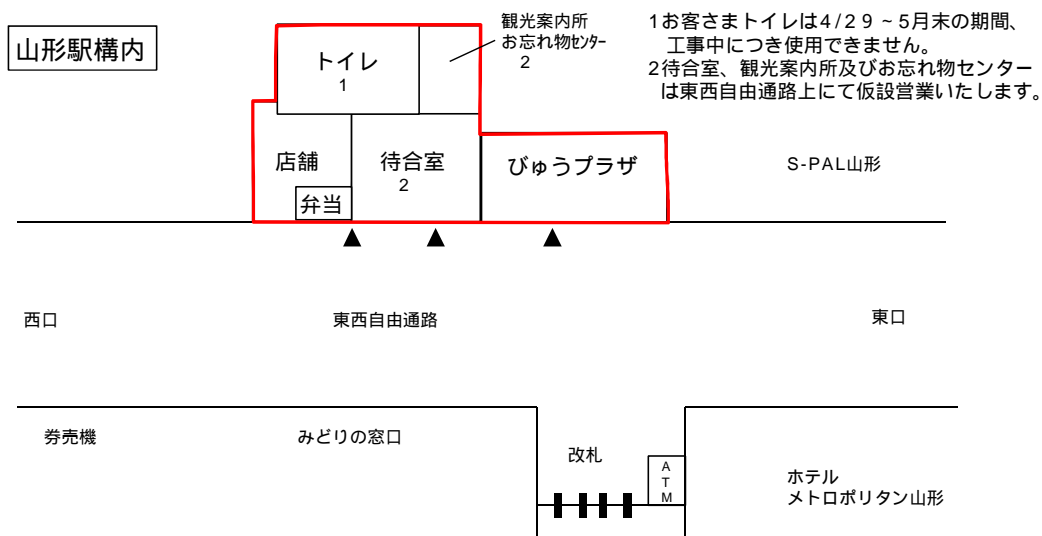 山形駅構内
トイレ
1
観光案内所
お忘れ物センター
2
1お客さまトイレは4/29~5月末の期間、
工事中につき使用できません。
2待合室、観光案内所及びお忘れ物センター
は東西自由通路上にて仮設営業いたします。
店舗
弁当
待合室
2
びゅうプラザ
S-PAL山形
西口
東西自由通路
東口
券売機
みどりの窓口
改札
ATM
ホテル
メトロポリタン山形